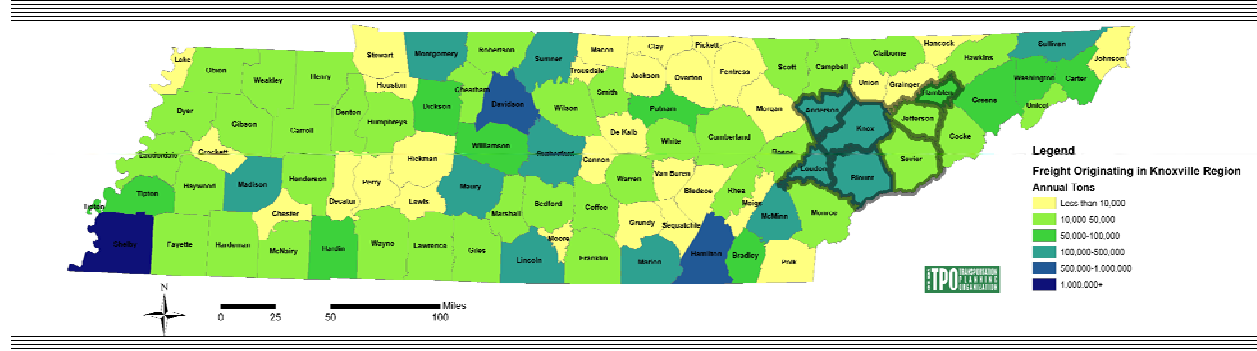 Lake
Obion
Weakley
Henry
Stewart
Montgomery
Robertson
Sumner
Macon
Clay
Pickett
Scott
Campbell
Claiborne
Hancock
Hawkins
Sullivan
Johnson
Houston
Trousdale
Jackson
Overton
Fentress
Union
Grainger
Hamblen
Washington
Carter
Dyer
Gibson
Carroll
Benton
Humphreys
Dickson
Cheatham
Davidson
Wilson
Smith
Putnam
Morgan
Anderson
Knox
Jefferson
Greene
Unicoi
Lauderdale
Crockett
Hickman
Williamson
Rutherford
Cannon
De Kalb
White
Cumberland
Roane
Loudon
Blount
Sevier
Cocke
Tipton
Haywood
Madison
Henderson
Decatur
Perry
Lewis
Maury
Marshall
Bedford
Coffee
Warren
Van Buren
Bledsoe
Rhea
Meigs
McMinn
Monroe
Tipton
Shelby
Fayette
Hardeman
Chester
McNairy
Hardin
Wayne
Lawrence
Giles
Lincoln
Moore
Franklin
Grundy
Sequatchie
Marion
Hamilton
Bradley
Polk
Legend
Freight Originating in Knoxville Region
Annual Tons
Less than 10,000
10,000-50,000
50,000-100,000
100,000-500,000
500,000-1,000,000
1,000,000+
TPO TRANSPORTATION
PLANNING
ORGANIZATION
N
Miles
0 25 50 100